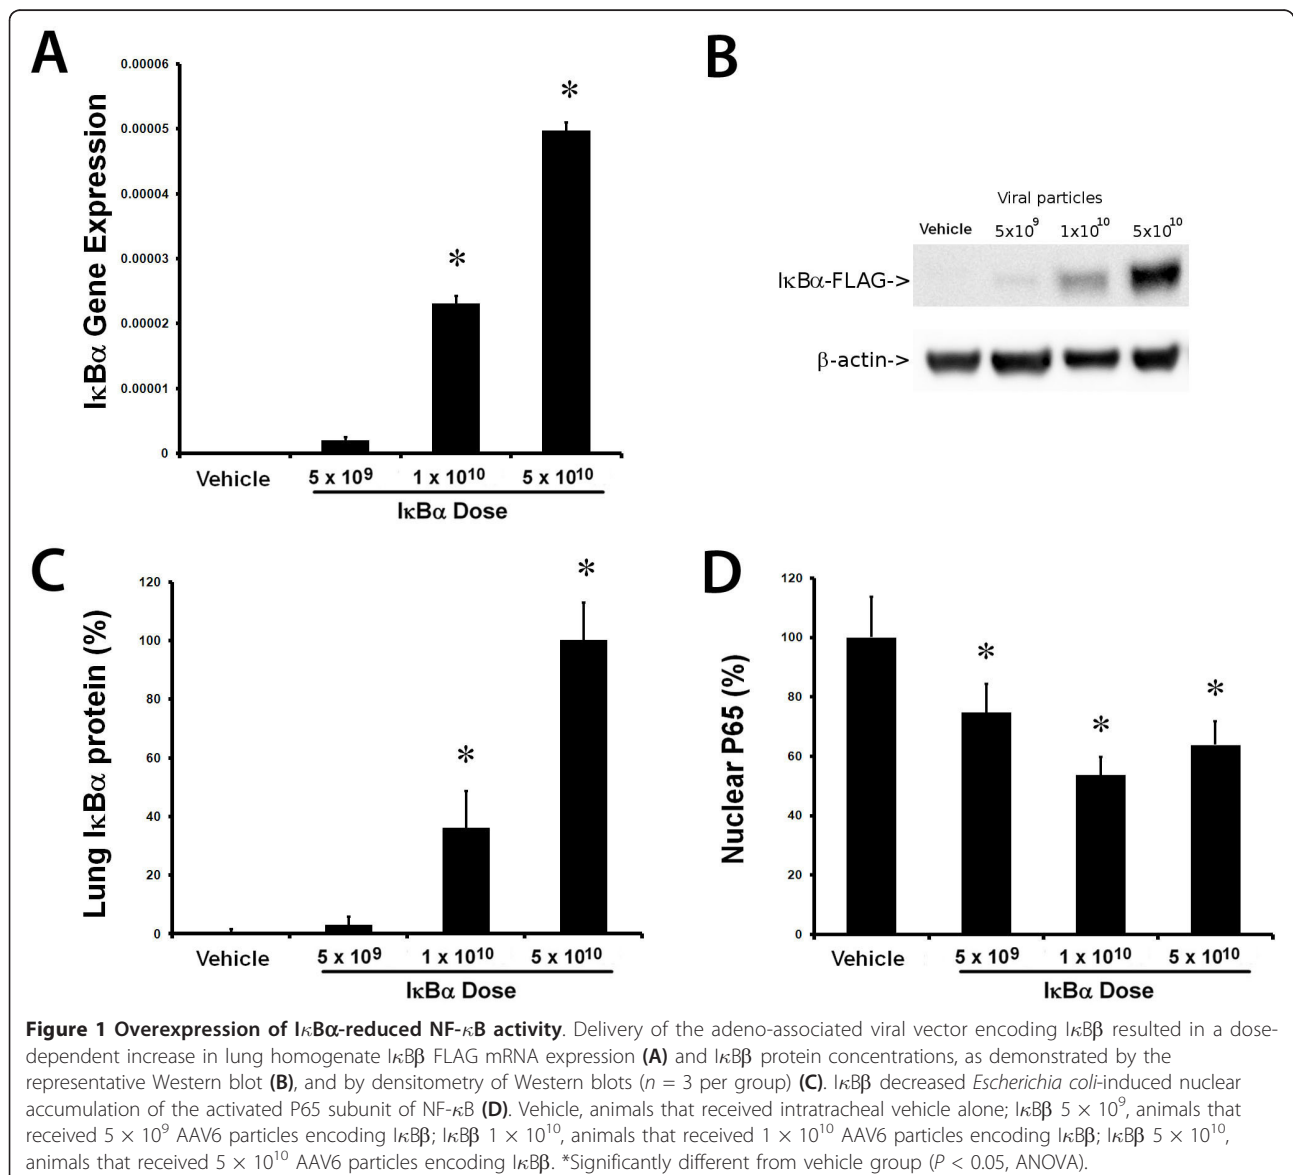 A
0.00006
0.00005
0.00004
0.00003
0.00002
0.00001
0
IκBα Gene Expression
*
*
Vehicle 5 x 10⁹ 1 x 10¹⁰ 5 x 10¹⁰
IκBα Dose
B
Viral particles
Vehicle 5x10⁹ 1x10¹⁰ 5x10¹⁰
IκBα-FLAG->
β-actin->
C
120
100
80
60
40
20
0
Lung IκBα protein (%)
*
*
Vehicle 5 x 10⁹ 1 x 10¹⁰ 5 x 10¹⁰
IκBα Dose
D
120
100
80
60
40
20
0
Nuclear P65 (%)
*
*
*
Vehicle 5 x 10⁹ 1 x 10¹⁰ 5 x 10¹⁰
IκBα Dose
Figure 1 Overexpression of IκBα-reduced NF-κB activity. Delivery of the adeno-associated viral vector encoding IκBβ resulted in a dose-
dependent increase in lung homogenate IκBβ FLAG mRNA expression (A) and IκBβ protein concentrations, as demonstrated by the
representative Western blot (B), and by densitometry of Western blots (n = 3 per group) (C). IκBβ decreased Escherichia coli-induced nuclear
accumulation of the activated P65 subunit of NF-κB (D). Vehicle, animals that received intratracheal vehicle alone; IκBβ 5 × 10⁹, animals that
received 5 × 10⁹ AAV6 particles encoding IκBβ; IκBβ 1 × 10¹⁰, animals that received 1 × 10¹⁰ AAV6 particles encoding IκBβ; IκBβ 5 × 10¹⁰,
animals that received 5 × 10¹⁰ AAV6 particles encoding IκBβ. *Significantly different from vehicle group (P < 0.05, ANOVA).